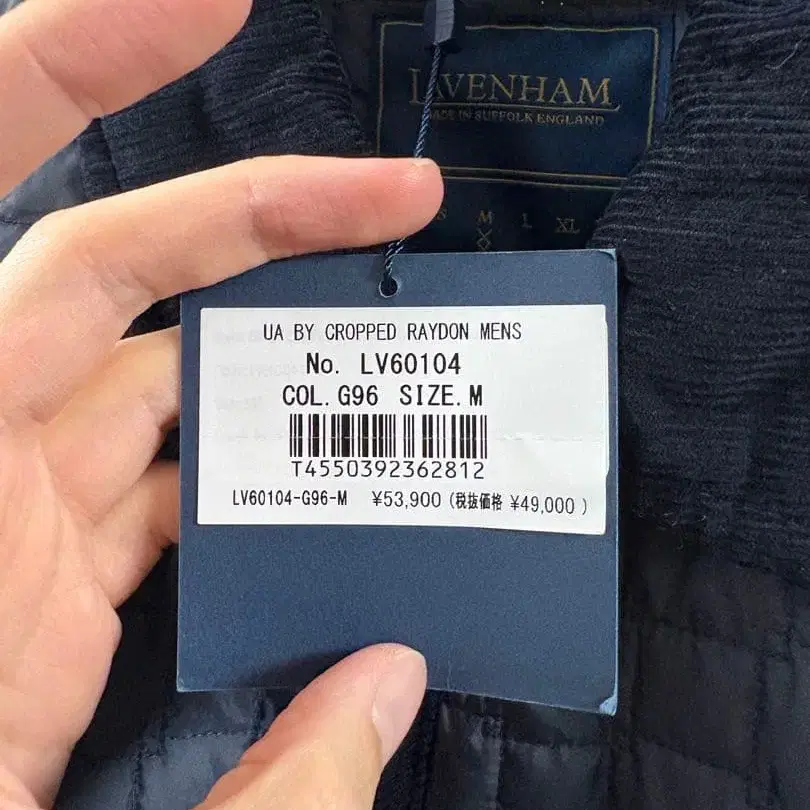 LAVENHAM
MADE IN SUFFOLK ENGLAND
S M L XL
UA BY CROPPED RAYDON MENS
No. LV60104
COL.G96 SIZE.M
T4550392362812
LV60104-G96-M ¥53,900 (税抜価格 ¥49,000 )